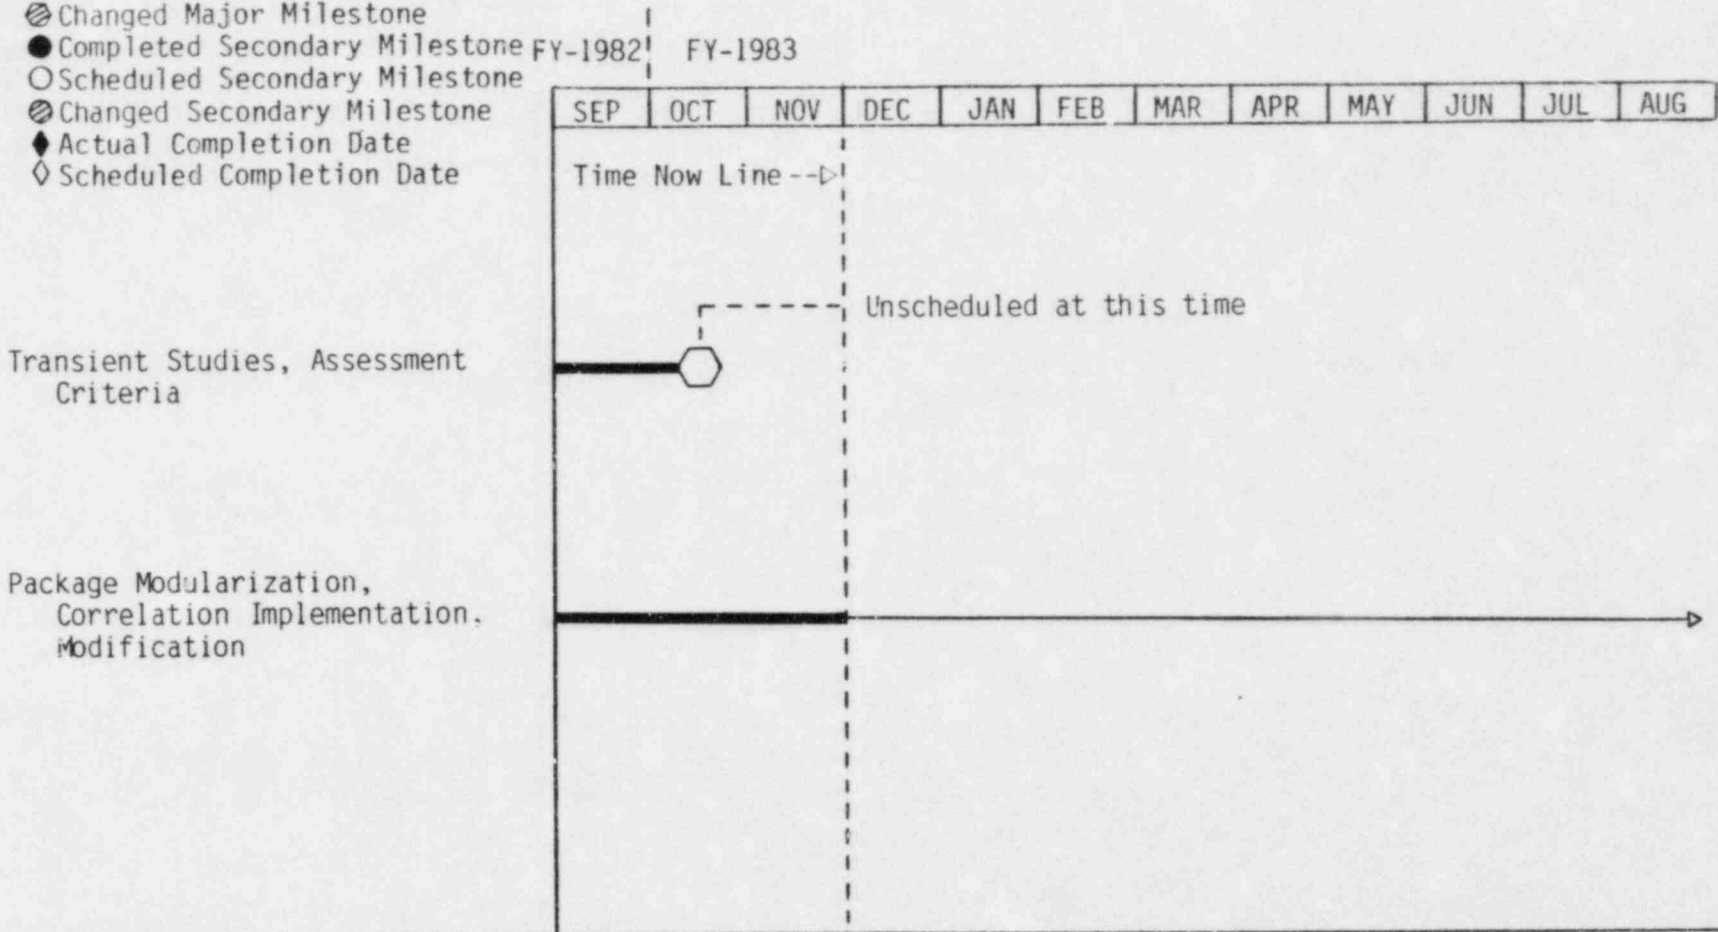 Changed Major Milestone
Completed Secondary Milestone FY-1982 FY-1983
Scheduled Secondary Milestone
Changed Secondary Milestone
SEP OCT NOV DEC JAN FEB MAR APR MAY JUN JUL AUG
Actual Completion Date
Scheduled Completion Date
Time Now Line
Unscheduled at this time
Transient Studies, Assessment
Criteria
Package Modularization,
Correlation Implementation,
Modification